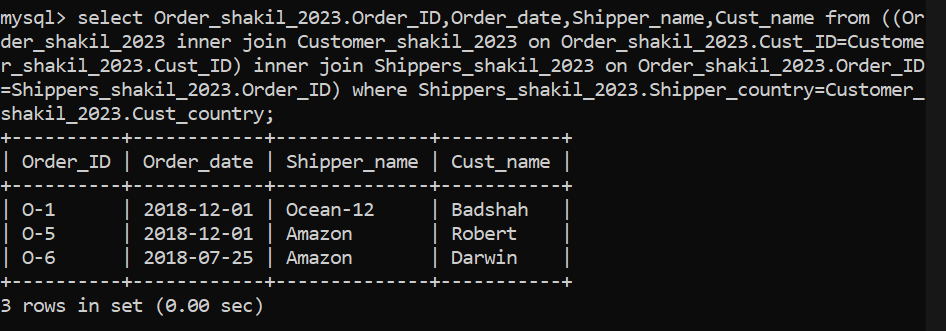 mysql> select Order_shakil_2023.Order_ID,Order_date,Shipper_name,Cust_name from ((Or
der_shakil_2023 inner join Customer_shakil_2023 on Order_shakil_2023.Cust_ID=Custome
r_shakil_2023.Cust_ID) inner join Shippers_shakil_2023 on Order_shakil_2023.Order_ID
=Shippers_shakil_2023.Order_ID) where Shippers_shakil_2023.Shipper_country=Customer_
shakil_2023.Cust_country;
+----------+------------+--------------+-----------+
| Order_ID | Order_date | Shipper_name | Cust_name |
+----------+------------+--------------+-----------+
| O-1      | 2018-12-01 | Ocean-12     | Badshah   |
| O-5      | 2018-12-01 | Amazon       | Robert    |
| O-6      | 2018-07-25 | Amazon       | Darwin    |
+----------+------------+--------------+-----------+
3 rows in set (0.00 sec)